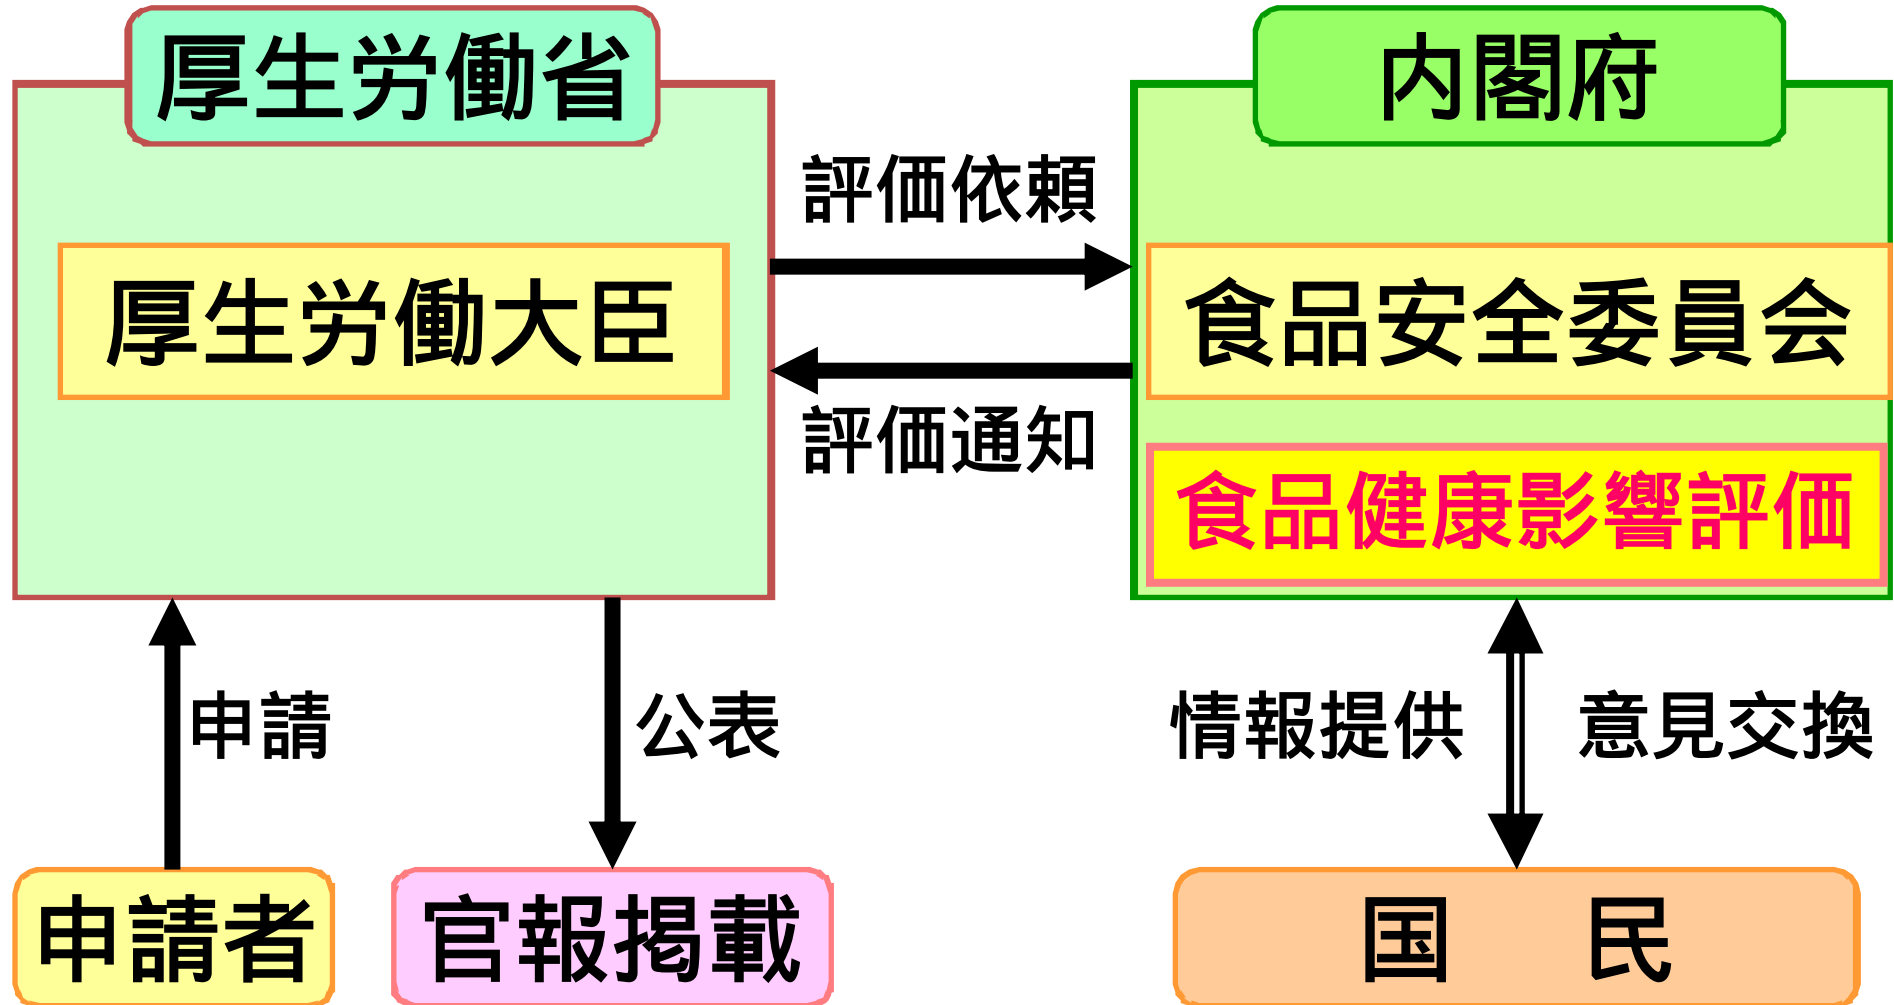 厚生労働省
内閣府
評価依頼
厚生労働大臣
食品安全委員会
評価通知
食品健康影響評価
申請
公表
情報提供
意見交換
申請者
官報掲載
国　民